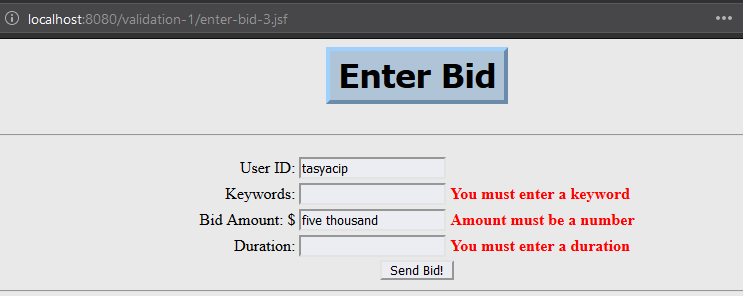 localhost:8080/validation-1/enter-bid-3.jsf
Enter Bid
User ID: tasyacip
Keywords: You must enter a keyword
Bid Amount: $ five thousand Amount must be a number
Duration: You must enter a duration
Send Bid!